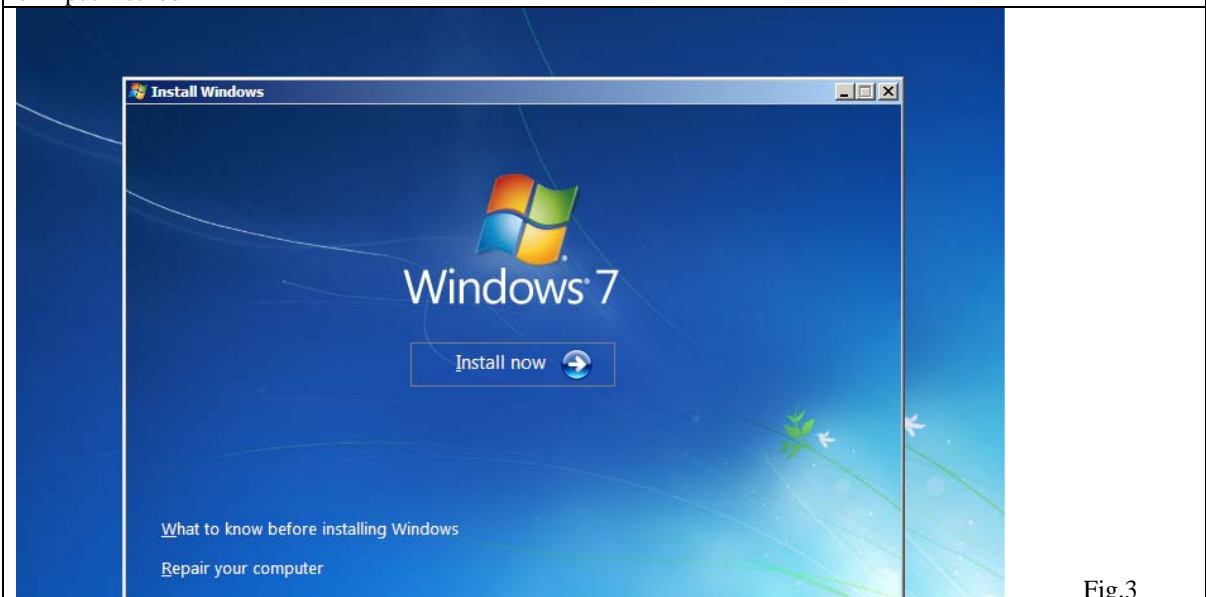 Install Windows
Windows 7
Install now
What to know before installing Windows
Repair your computer
Fig.3